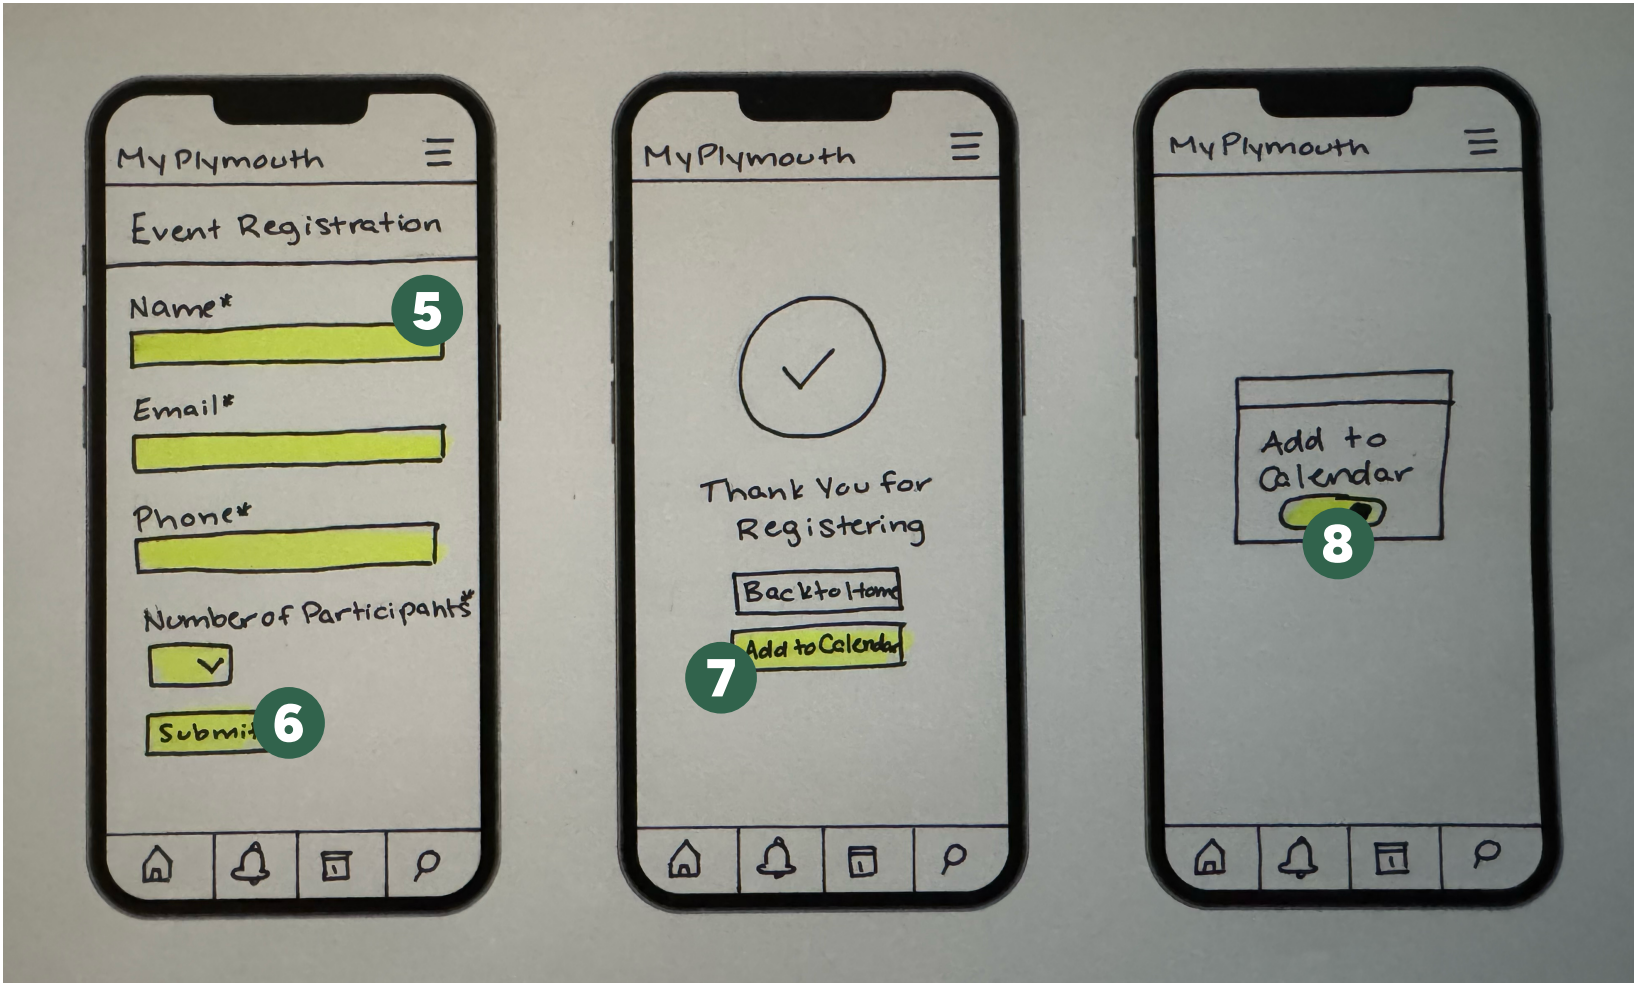 MyPlymouth
Event Registration
Name*
5
Email*
Phone*
Number of Participants*
Submit
6
MyPlymouth
Thank You for
Registering
Back to Home
Add to Calendar
7
MyPlymouth
Add to
Calendar
8